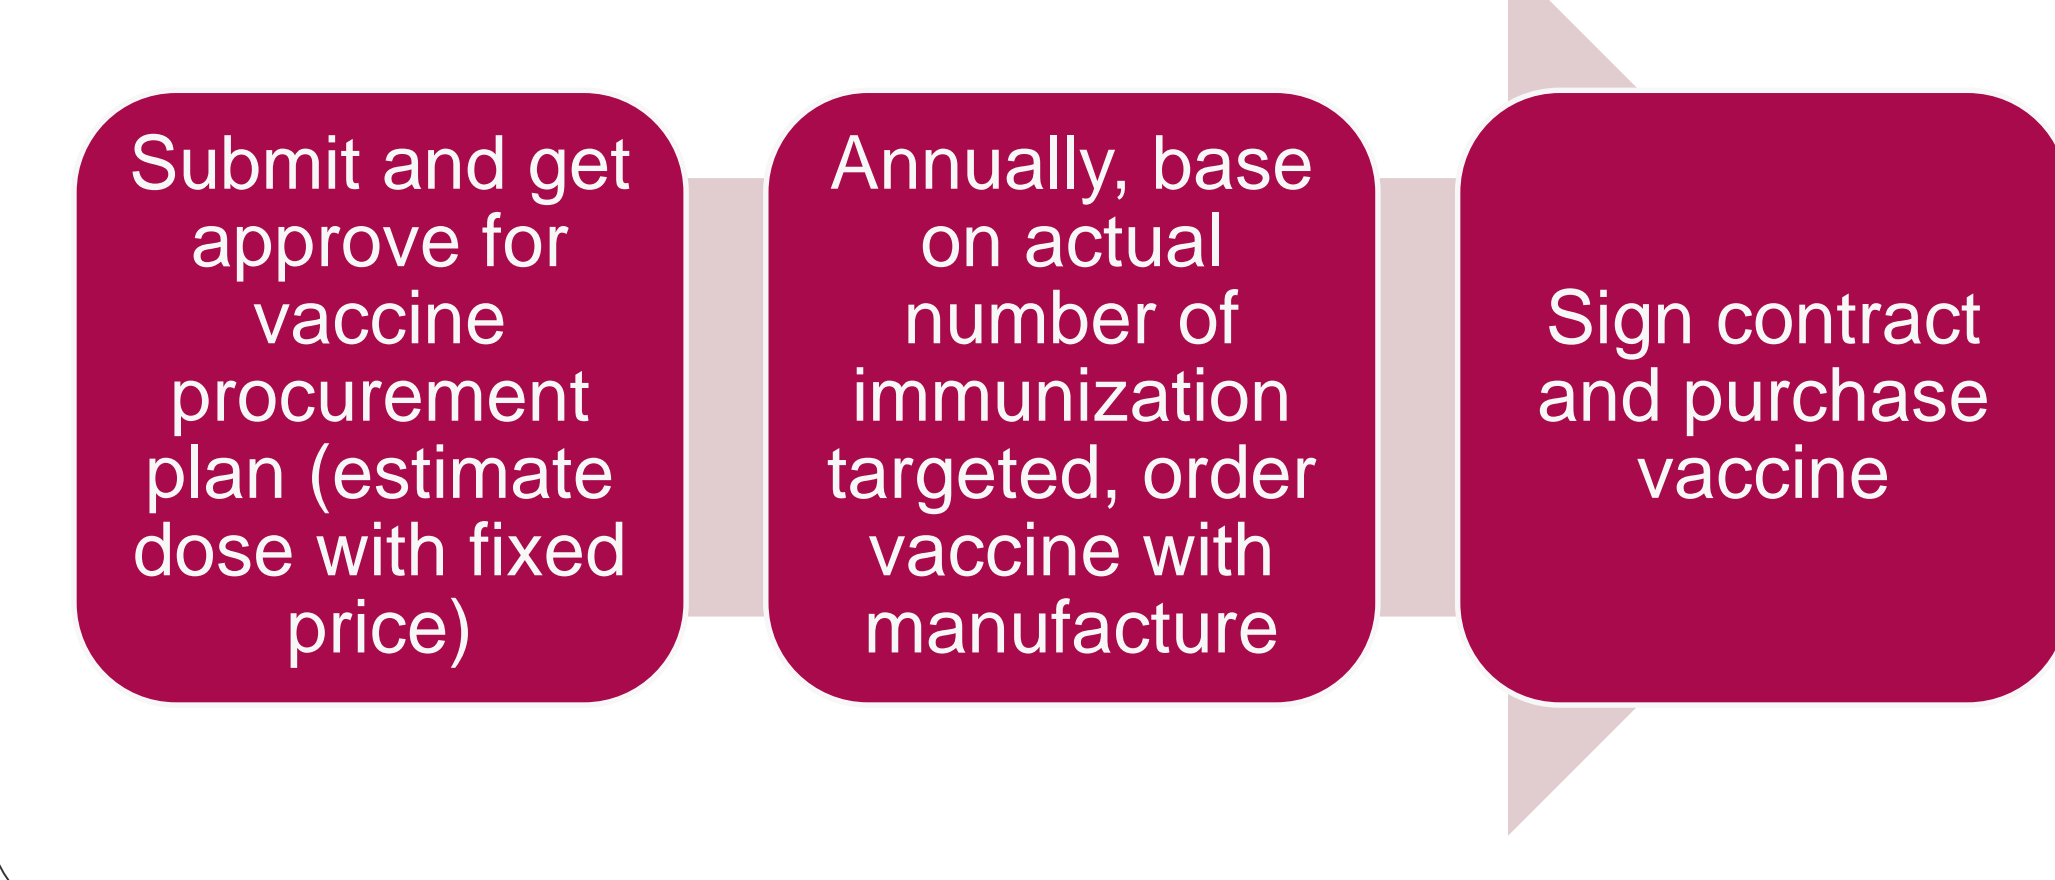 Submit and get
approve for
vaccine
procurement
plan (estimate
dose with fixed
price)
Annually, base
on actual
number of
immunization
targeted, order
vaccine with
manufacture
Sign contract
and purchase
vaccine